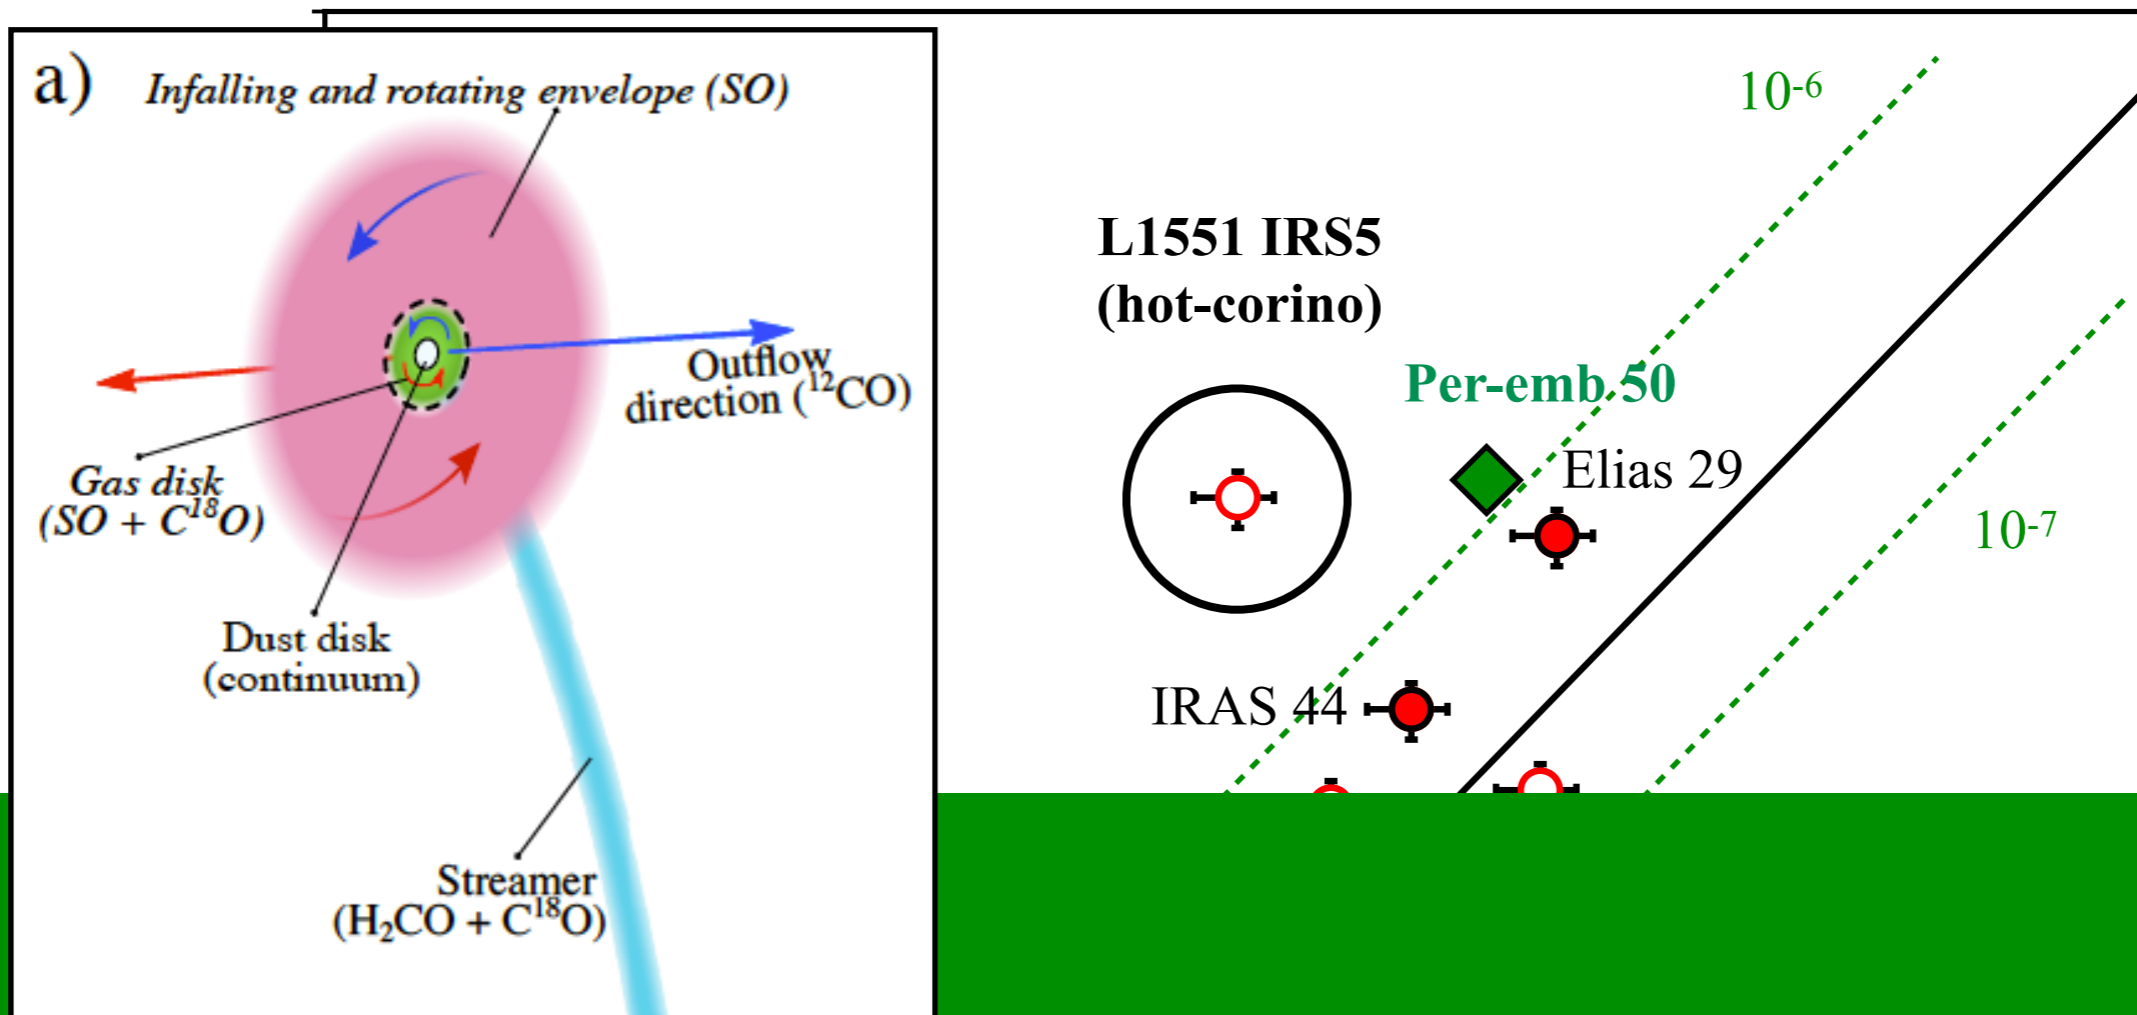 a)
Infalling and rotating envelope (SO)
Outflow
direction (¹²CO)
Gas disk
(SO + C¹⁸O)
Dust disk
(continuum)
Streamer
(H₂CO + C¹⁸O)
10⁻⁶
L1551 IRS5
(hot-corino)
Per-emb 50
Elias 29
10⁻⁷
IRAS 44